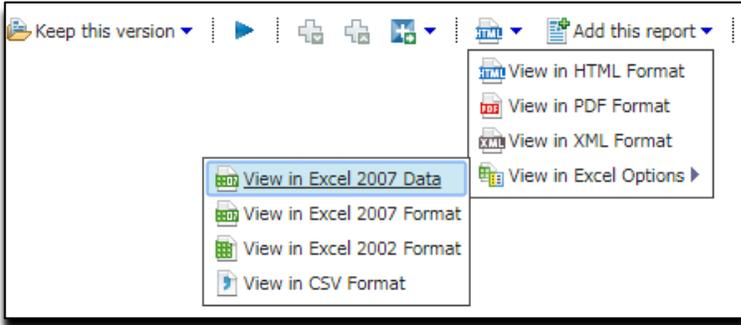 Keep this version
Add this report
View in HTML Format
View in PDF Format
View in XML Format
View in Excel Options
View in Excel 2007 Data
View in Excel 2007 Format
View in Excel 2002 Format
View in CSV Format